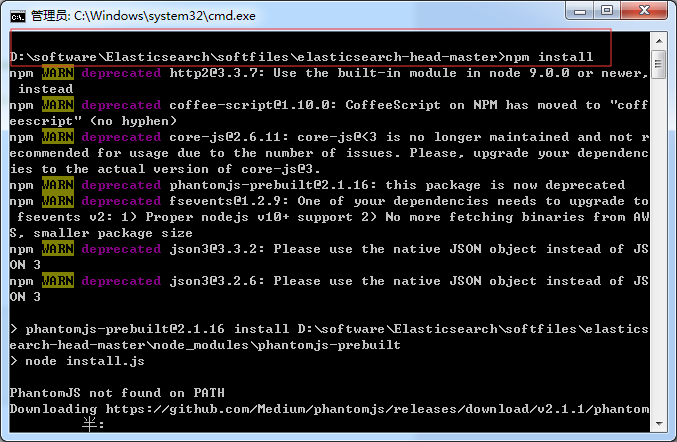 管理员: C:\Windows\system32\cmd.exe
D:\software\Elasticsearch\softfiles\elasticsearch-head-master>npm install
npm WARN deprecated http2@3.3.7: Use the built-in module in node 9.0.0 or newer,
 instead
npm WARN deprecated coffee-script@1.10.0: CoffeeScript on NPM has moved to "coff
eescript" (no hyphen)
npm WARN deprecated core-js@2.6.11: core-js@<3 is no longer maintained and not r
ecommended for usage due to the number of issues. Please, upgrade your dependenc
ies to the actual version of core-js@3.
npm WARN deprecated phantomjs-prebuilt@2.1.16: this package is now deprecated
npm WARN deprecated fsevents@1.2.9: One of your dependencies needs to upgrade to
 fsevents v2: 1) Proper nodejs v10+ support 2) No more fetching binaries from AW
S, smaller package size
npm WARN deprecated json3@3.3.2: Please use the native JSON object instead of JS
ON 3
npm WARN deprecated json3@3.2.6: Please use the native JSON object instead of JS
ON 3
> phantomjs-prebuilt@2.1.16 install D:\software\Elasticsearch\softfiles\elastics
earch-head-master\node_modules\phantomjs-prebuilt
> node install.js
PhantomJS not found on PATH
Downloading https://github.com/Medium/phantomjs/releases/download/v2.1.1/phantom
半: